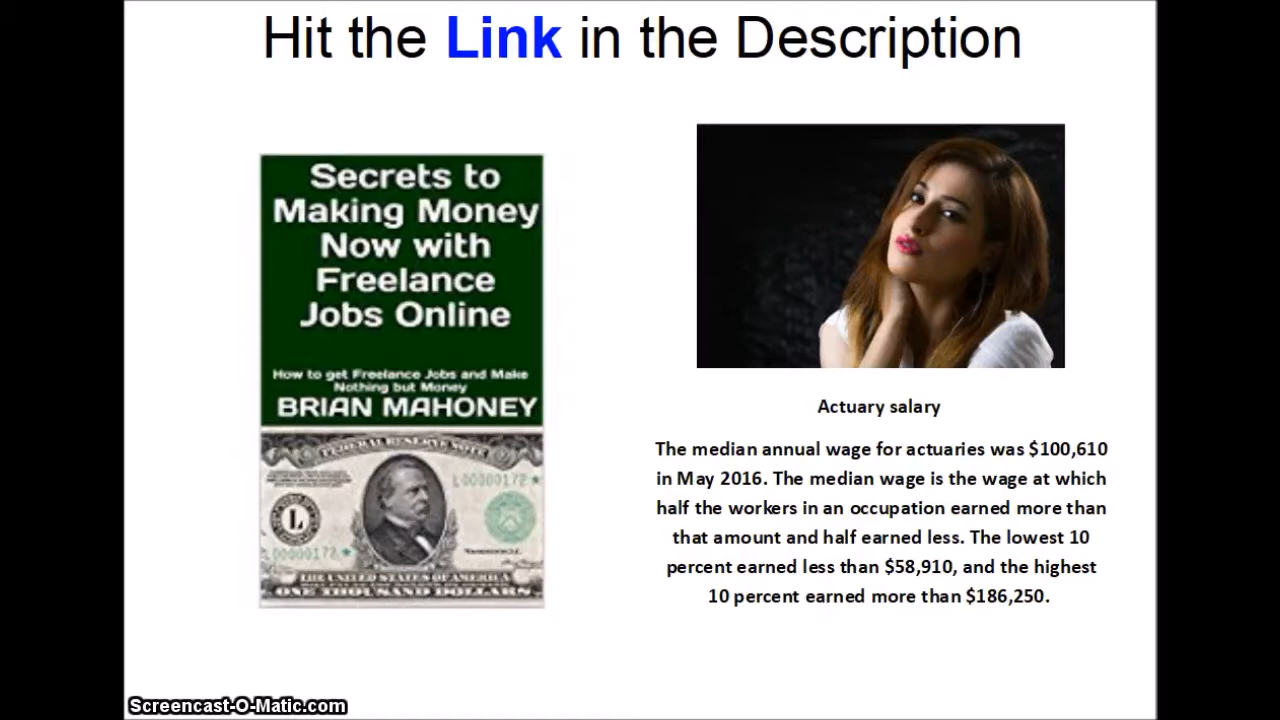 Hit the Link in the Description
Secrets to
Making Money
Now with
Freelance
Jobs Online
How to get Freelance Jobs and Make
Nothing but Money
BRIAN MAHONEY
FEDERAL RESERVE NOTE
L00000172★
L
L00000172★
THE UNITED STATES OF AMERICA
ONE THOUSAND DOLLARS
Actuary salary
The median annual wage for actuaries was $100,610
in May 2016. The median wage is the wage at which
half the workers in an occupation earned more than
that amount and half earned less. The lowest 10
percent earned less than $58,910, and the highest
10 percent earned more than $186,250.
Screencast-O-Matic.com